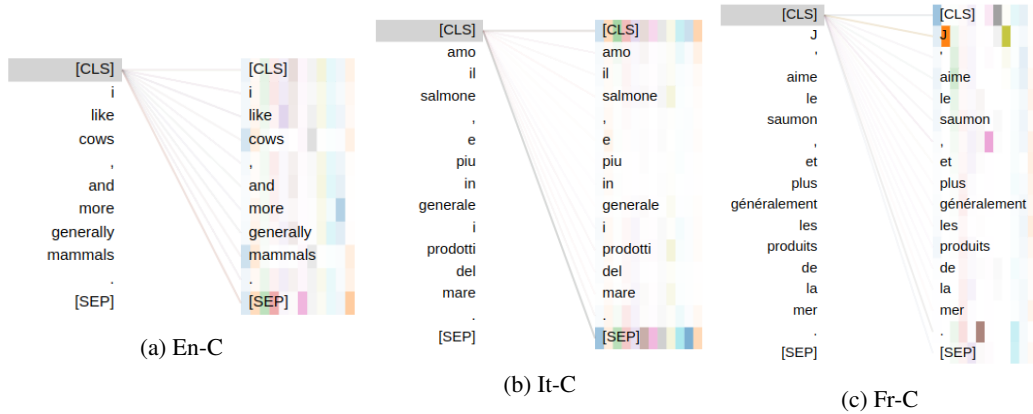 [CLS] [CLS]
i i
like like
cows cows
, ,
and and
more more
generally generally
mammals mammals
. .
[SEP] [SEP]
(a) En-C
[CLS] [CLS]
amo amo
il il
salmone salmone
, ,
e e
piu piu
in in
generale generale
i i
prodotti prodotti
del del
mare mare
. .
[SEP] [SEP]
(b) It-C
[CLS] [CLS]
J J
' '
aime aime
le le
saumon saumon
, ,
et et
plus plus
généralement généralement
les les
produits produits
de de
la la
mer mer
. .
[SEP] [SEP]
(c) Fr-C